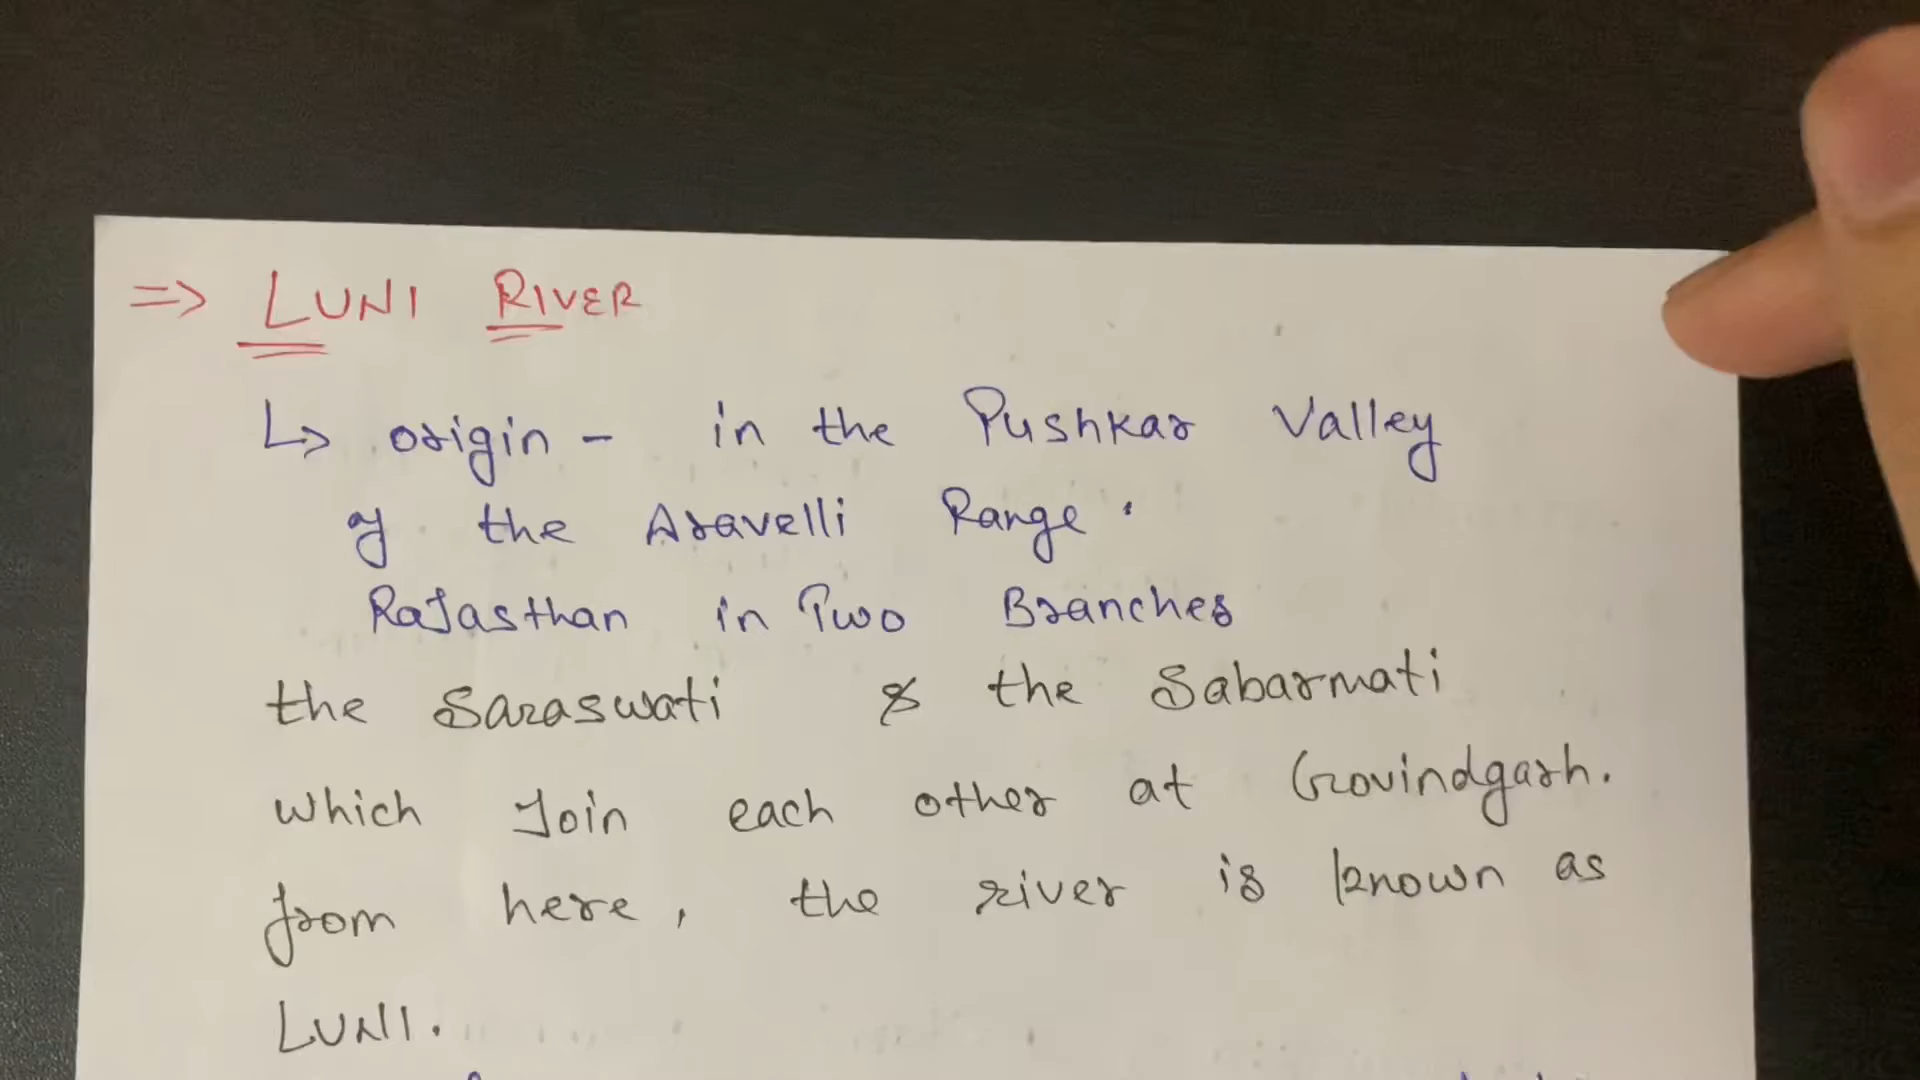 => LUNI RIVER
↳ origin - in the Pushkar Valley
of the Aravelli Range.
RaJasthan in Two Branches
the Saraswati & the Sabarmati
which Join each other at Govindgarh.
from here, the river is known as
LUNI.